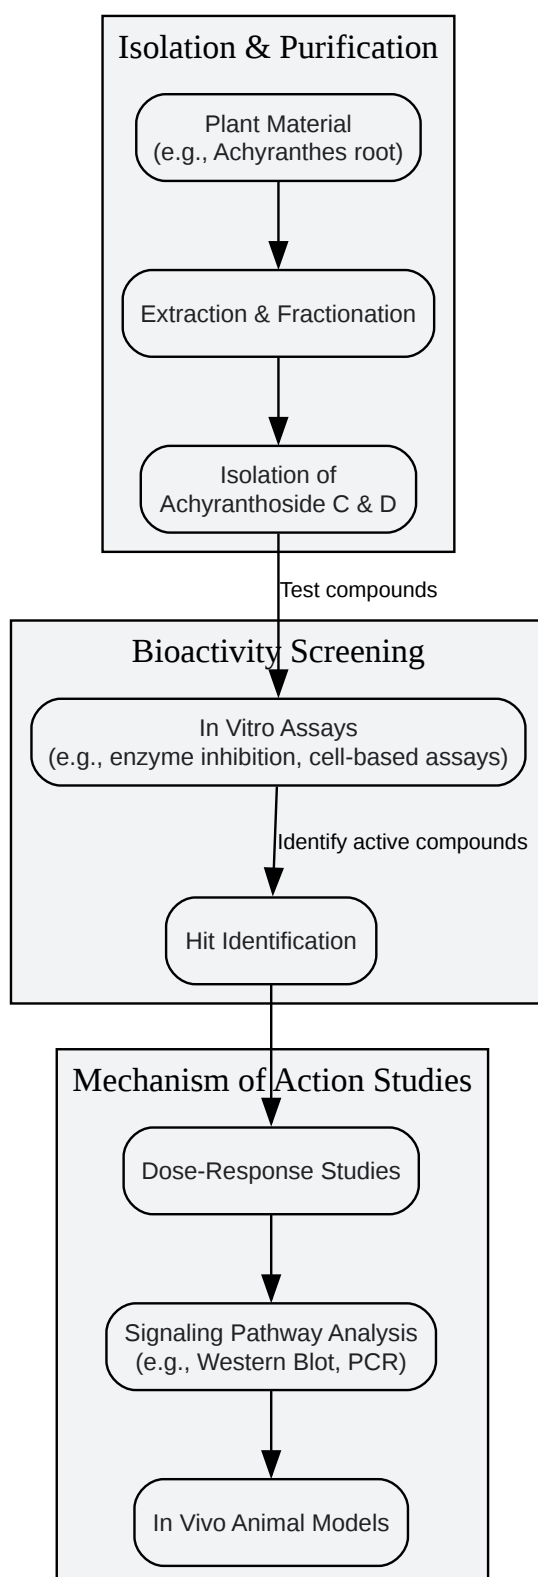 Isolation & Purification
Plant Material
(e.g., Achyranthes root)
Extraction & Fractionation
Isolation of
Achyranthoside C & D
Test compounds
Bioactivity Screening
In Vitro Assays
(e.g., enzyme inhibition, cell-based assays)
Identify active compounds
Hit Identification
Mechanism of Action Studies
Dose-Response Studies
Signaling Pathway Analysis
(e.g., Western Blot, PCR)
In Vivo Animal Models